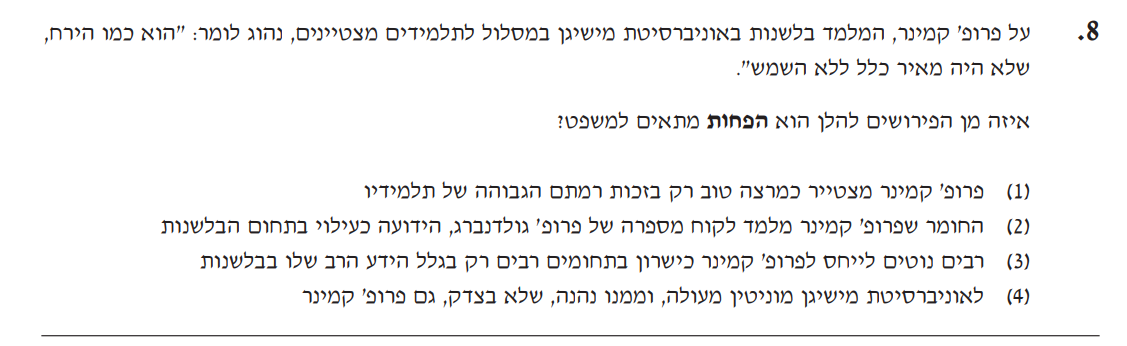 8. על פרופ' קמינר, המלמד בלשנות באוניברסיטת מישיגן במסלול לתלמידים מצטיינים, נהוג לומר: "הוא כמו הירח,
שלא היה מאיר כלל ללא השמש".
איזה מן הפירושים להלן הוא הפחות מתאים למשפט?
(1) פרופ' קמינר מצטייר כמרצה טוב רק בזכות רמתם הגבוהה של תלמידיו
(2) החומר שפרופ' קמינר מלמד לקוח מספרה של פרופ' גולדנברג, הידועה כעילוי בתחום הבלשנות
(3) רבים נוטים לייחס לפרופ' קמינר כישרון בתחומים רבים רק בגלל הידע הרב שלו בבלשנות
(4) לאוניברסיטת מישיגן מוניטין מעולה, וממנו נהנה, שלא בצדק, גם פרופ' קמינר